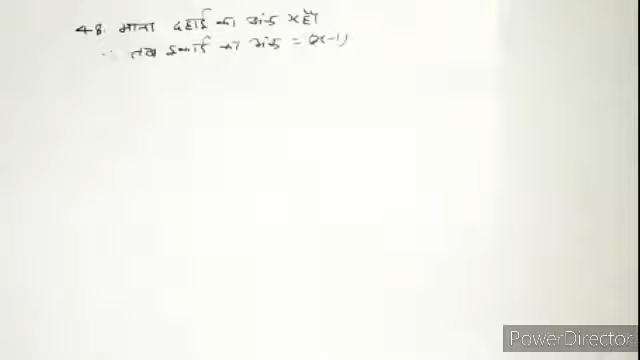 48. माना दहाई का अंक x है।
∴ तब इकाई का अंक = (x-1)
PowerDirector